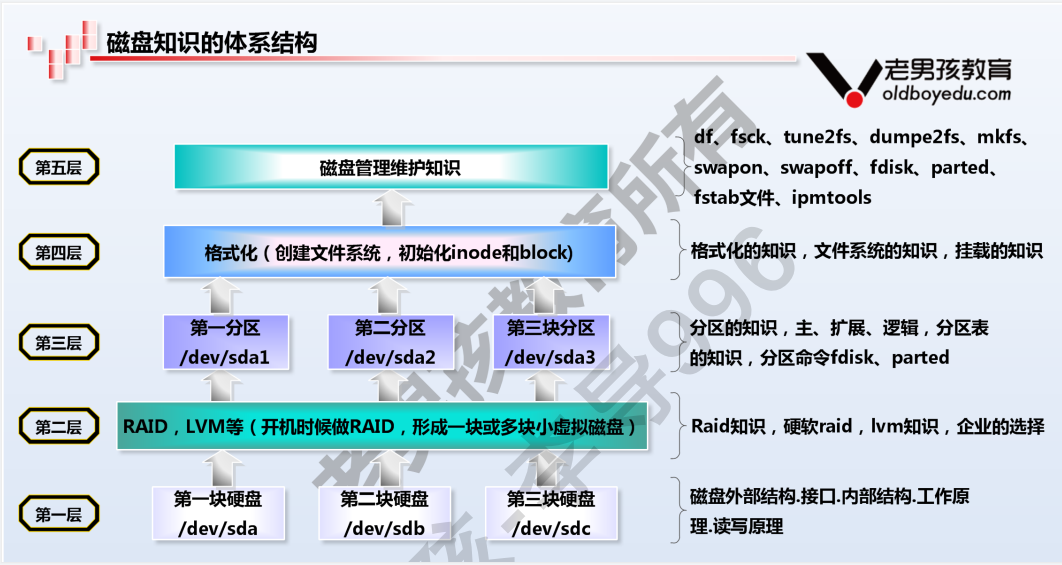 磁盘知识的体系结构
老男孩教育
oldboyedu.com
第五层
磁盘管理维护知识
df、fsck、tune2fs、dumpe2fs、mkfs、
swapon、swapoff、fdisk、parted、
fstab文件、ipmtools
第四层
格式化（创建文件系统，初始化inode和block)
格式化的知识，文件系统的知识，挂载的知识
第三层
第一分区
/dev/sda1
第二分区
/dev/sda2
第三块分区
/dev/sda3
分区的知识，主、扩展、逻辑，分区表
的知识，分区命令fdisk、parted
第二层
RAID，LVM等（开机时候做RAID，形成一块或多块小虚拟磁盘）
Raid知识，硬软raid，lvm知识，企业的选择
第一层
第一块硬盘
/dev/sda
第二块硬盘
/dev/sdb
第三块硬盘
/dev/sdc
磁盘外部结构.接口.内部结构.工作原
理.读写原理